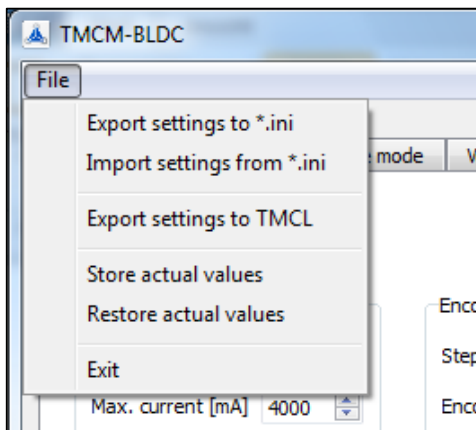 TMCM-BLDC
File
Export settings to *.ini
Import settings from *.ini
mode
Export settings to TMCL
Store actual values
Restore actual values
Exit
Max. current [mA] 4000